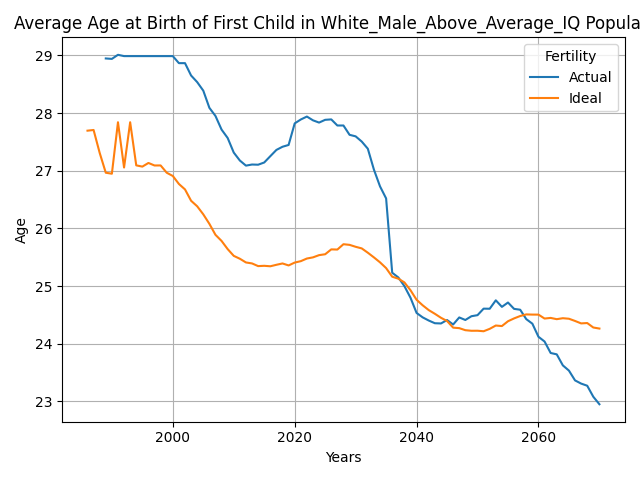 Average Age at Birth of First Child in White_Male_Above_Average_IQ Popula
29
28
27
26
25
24
23
Age
Fertility
Actual
Ideal
2000 2020 2040 2060
Years